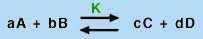 K
aA + bB ⇌ cC + dD